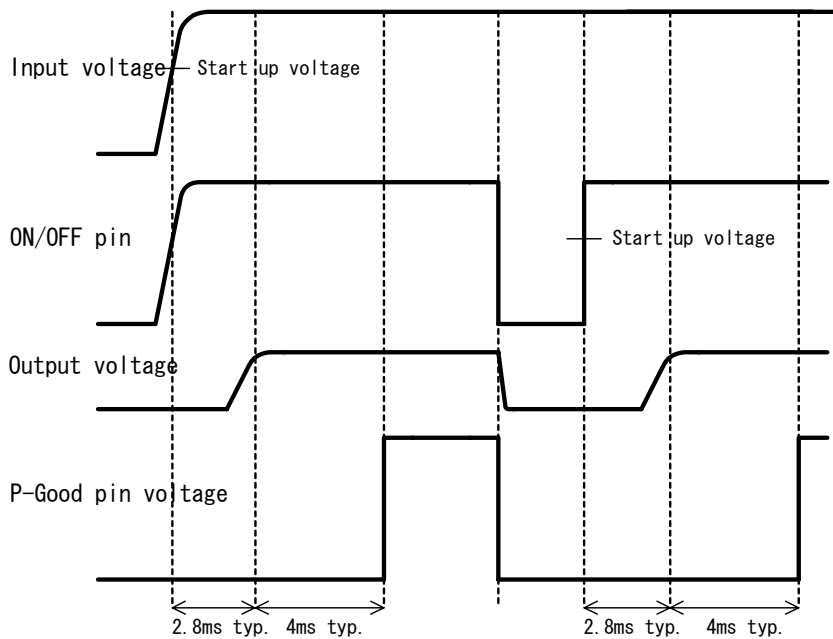 Input voltage
Start up voltage
ON/OFF pin
Start up voltage
Output voltage
P-Good pin voltage
2.8ms typ.
4ms typ.
2.8ms typ.
4ms typ.